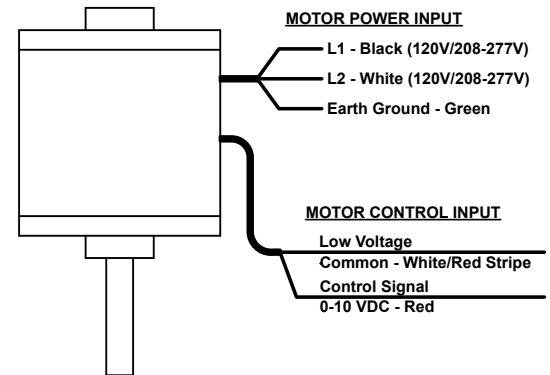 MOTOR POWER INPUT
L1 - Black (120V/208-277V)
L2 - White (120V/208-277V)
Earth Ground - Green
MOTOR CONTROL INPUT
Low Voltage
Common - White/Red Stripe
Control Signal
0-10 VDC - Red